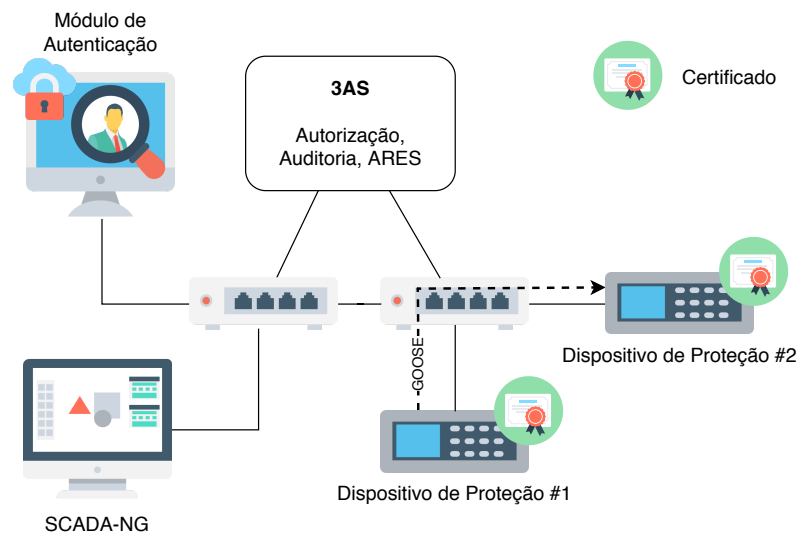 Módulo de
Autenticação
3AS
Autorização,
Auditoria, ARES
Certificado
GOOSE
Dispositivo de Proteção #2
Dispositivo de Proteção #1
SCADA-NG